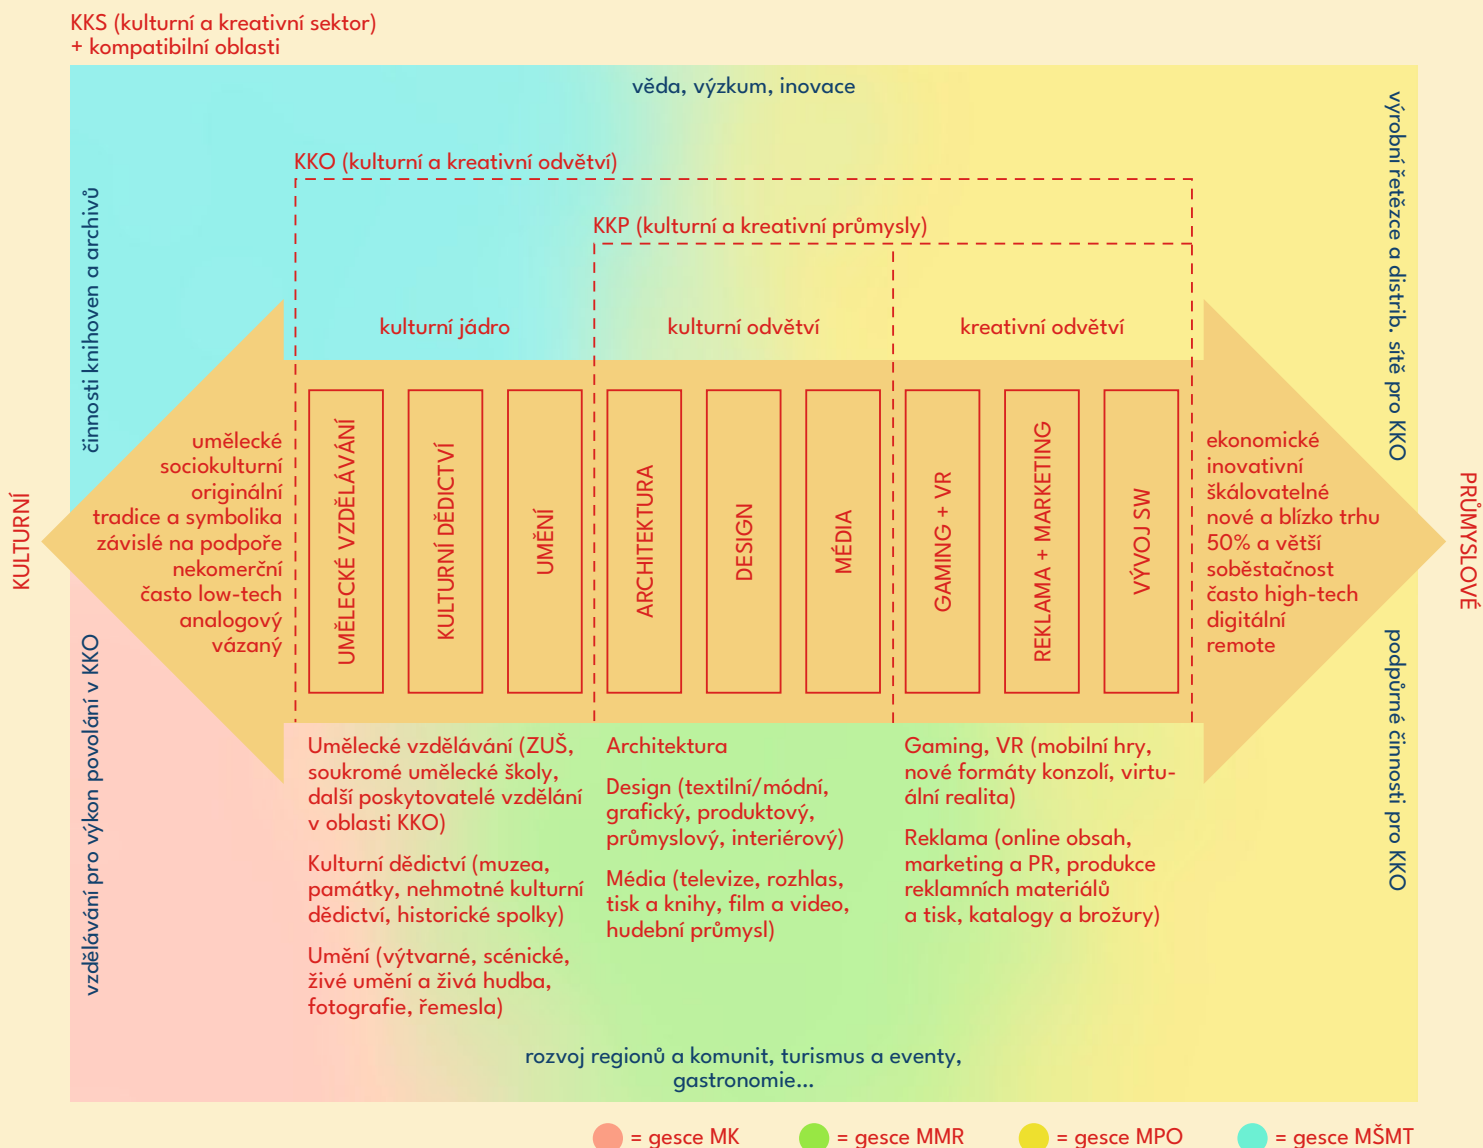 KKS (kulturní a kreativní sektor)
+ kompatibilní oblasti
věda, výzkum, inovace
KKO (kulturní a kreativní odvětví)
KKP (kulturní a kreativní průmysly)
kulturní jádro
kulturní odvětví
kreativní odvětví
činnosti knihoven a archivů
výrobní řetězce a distrib. sítě pro KKO
KULTURNÍ
umělecké
sociokulturní
originální
tradice a symbolika
závislé na podpoře
nekomerční
často low-tech
analogový
vázaný
UMĚLECKÉ VZDĚLÁVÁNÍ
KULTURNÍ DĚDICTVÍ
UMĚNÍ
ARCHITEKTURA
DESIGN
MÉDIA
GAMING + VR
REKLAMA + MARKETING
VÝVOJ SW
ekonomické
inovativní
škálovatelné
nové a blízko trhu
50% a větší
soběstačnost
často high-tech
digitální
remote
PRŮMYSLOVÉ
vzdělávání pro výkon povolání v KKO
podpůrné činnosti pro KKO
Umělecké vzdělávání (ZUŠ,
soukromé umělecké školy,
další poskytovatelé vzdělání
v oblasti KKO)
Kulturní dědictví (muzea,
památky, nehmotné kulturní
dědictví, historické spolky)
Umění (výtvarné, scénické,
živé umění a živá hudba,
fotografie, řemesla)
Architektura
Design (textilní/módní,
grafický, produktový,
průmyslový, interiérový)
Média (televize, rozhlas,
tisk a knihy, film a video,
hudební průmysl)
Gaming, VR (mobilní hry,
nové formáty konzolí, virtu-
ální realita)
Reklama (online obsah,
marketing a PR, produkce
reklamních materiálů
a tisk, katalogy a brožury)
rozvoj regionů a komunit, turismus a eventy,
gastronomie...
= gesce MK
= gesce MMR
= gesce MPO
= gesce MŠMT